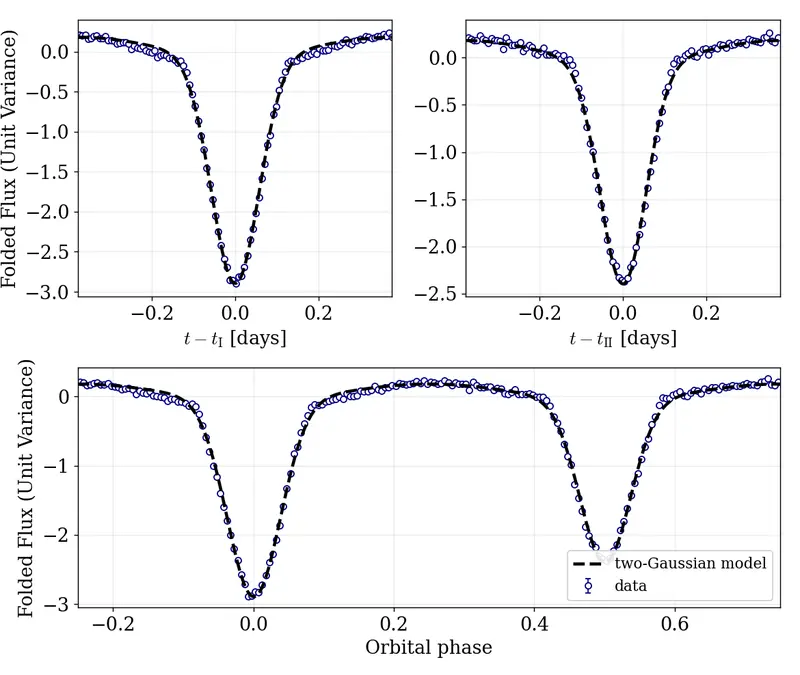 Folded Flux (Unit Variance)
0.0
−0.5
−1.0
−1.5
−2.0
−2.5
−3.0
−0.2 0.0 0.2
t − t_I [days]
0.0
−0.5
−1.0
−1.5
−2.0
−2.5
−0.2 0.0 0.2
t − t_II [days]
Folded Flux (Unit Variance)
0
−1
−2
−3
two-Gaussian model
data
−0.2 0.0 0.2 0.4 0.6
Orbital phase